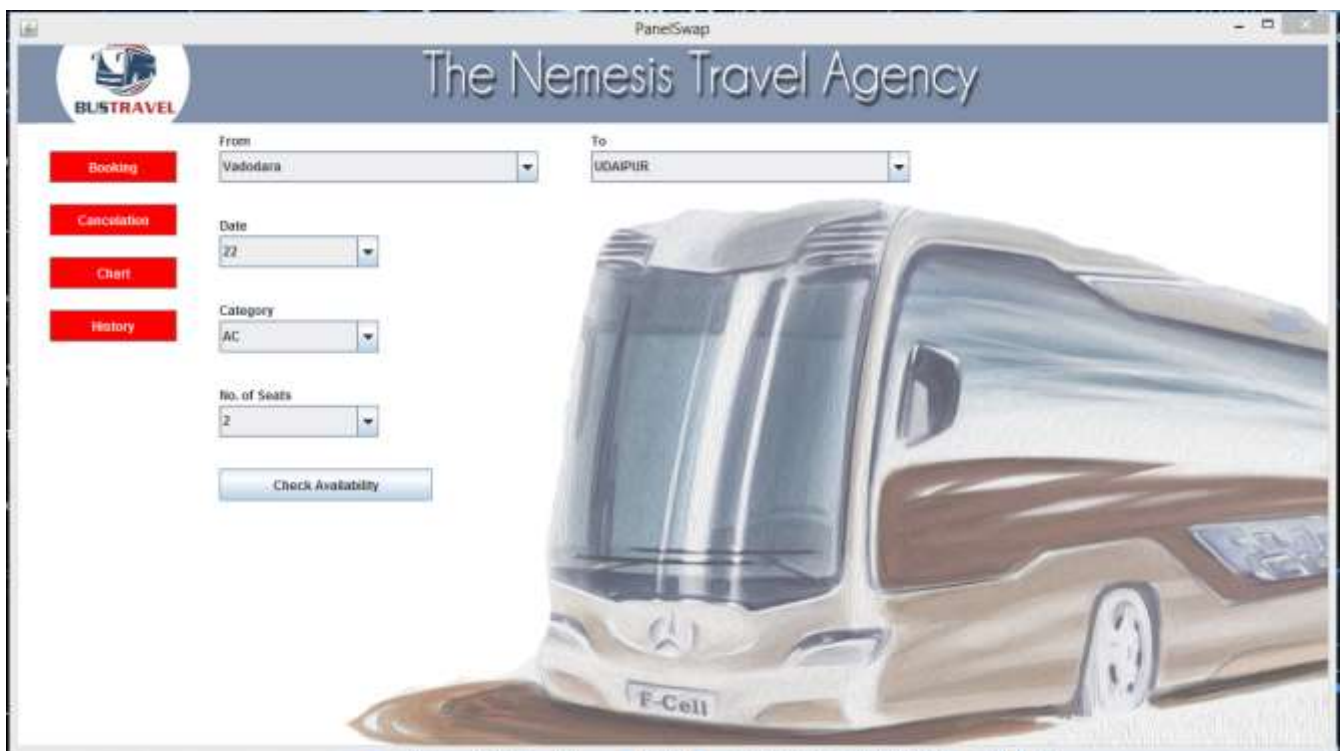 PanelSwap
BUSTRAVEL
The Nemesis Travel Agency
From
To
Booking
Vadodara
UDAIPUR
Cancelation
Date
22
Chart
Category
History
AC
No. of Seats
2
Check Availability
F-Cell